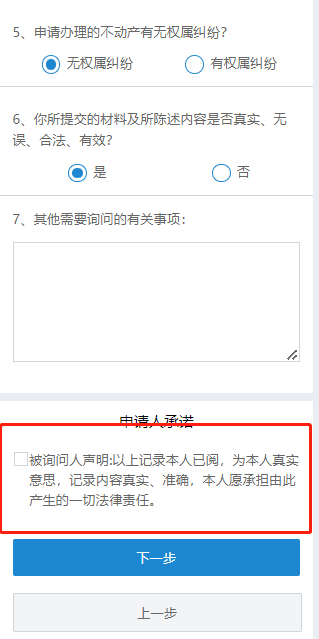 5、申请办理的不动产有无权属纠纷?
无权属纠纷 有权属纠纷
6、你所提交的材料及所陈述内容是否真实、无
误、合法、有效?
是 否
7、其他需要询问的有关事项:
申请人承诺
被询问人声明:以上记录本人已阅，为本人真实
意思，记录内容真实、准确，本人愿承担由此
产生的一切法律责任。
下一步
上一步